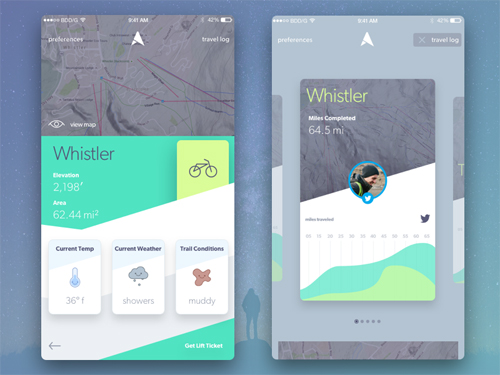 BDD/G
9:41 AM
preferences
travel log
view map
Whistler
Elevation
2,198′
Area
62.44 mi²
Current Temp
36° f
Current Weather
showers
Trail Conditions
muddy
Get Lift Ticket
BDD/G
9:41 AM
preferences
travel log
Whistler
Miles Completed
64.5 mi
miles traveled